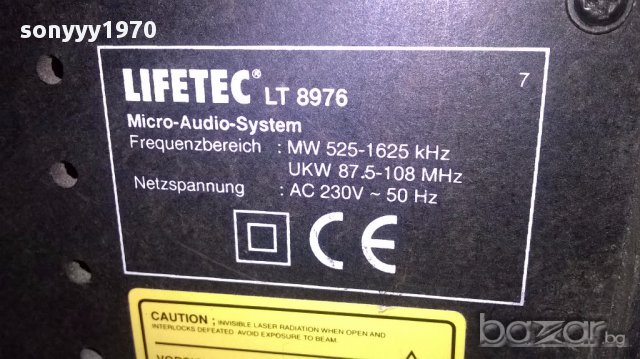 sonyyy1970
LIFETEC® LT 8976
7
Micro-Audio-System
Frequenzbereich : MW 525-1625 kHz
UKW 87.5-108 MHz
Netzspannung : AC 230V ~ 50 Hz
CE
CAUTION ; INVISIBLE LASER RADIATION WHEN OPEN AND
INTERLOCKS DEFEATED. AVOID EXPOSURE TO BEAM.
bazar.bg